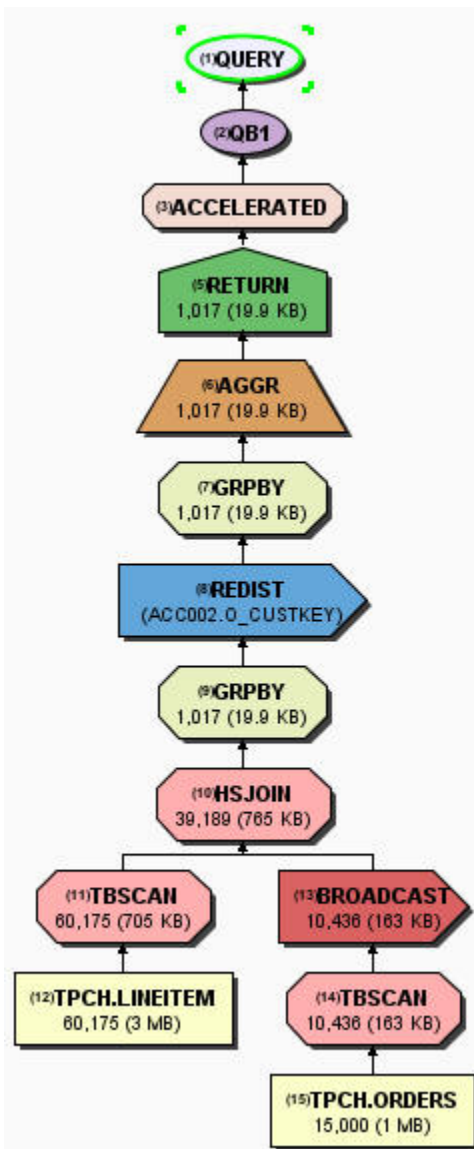 (1)QUERY
(2)QB1
(3)ACCELERATED
(5)RETURN
1,017 (19.9 KB)
(6)AGGR
1,017 (19.9 KB)
(7)GRPBY
1,017 (19.9 KB)
(8)REDIST
(ACC002.O_CUSTKEY)
(9)GRPBY
1,017 (19.9 KB)
(10)HSJOIN
39,189 (765 KB)
(11)TBSCAN
60,175 (705 KB)
(13)BROADCAST
10,436 (163 KB)
(12)TPCH.LINEITEM
60,175 (3 MB)
(14)TBSCAN
10,436 (163 KB)
(15)TPCH.ORDERS
15,000 (1 MB)